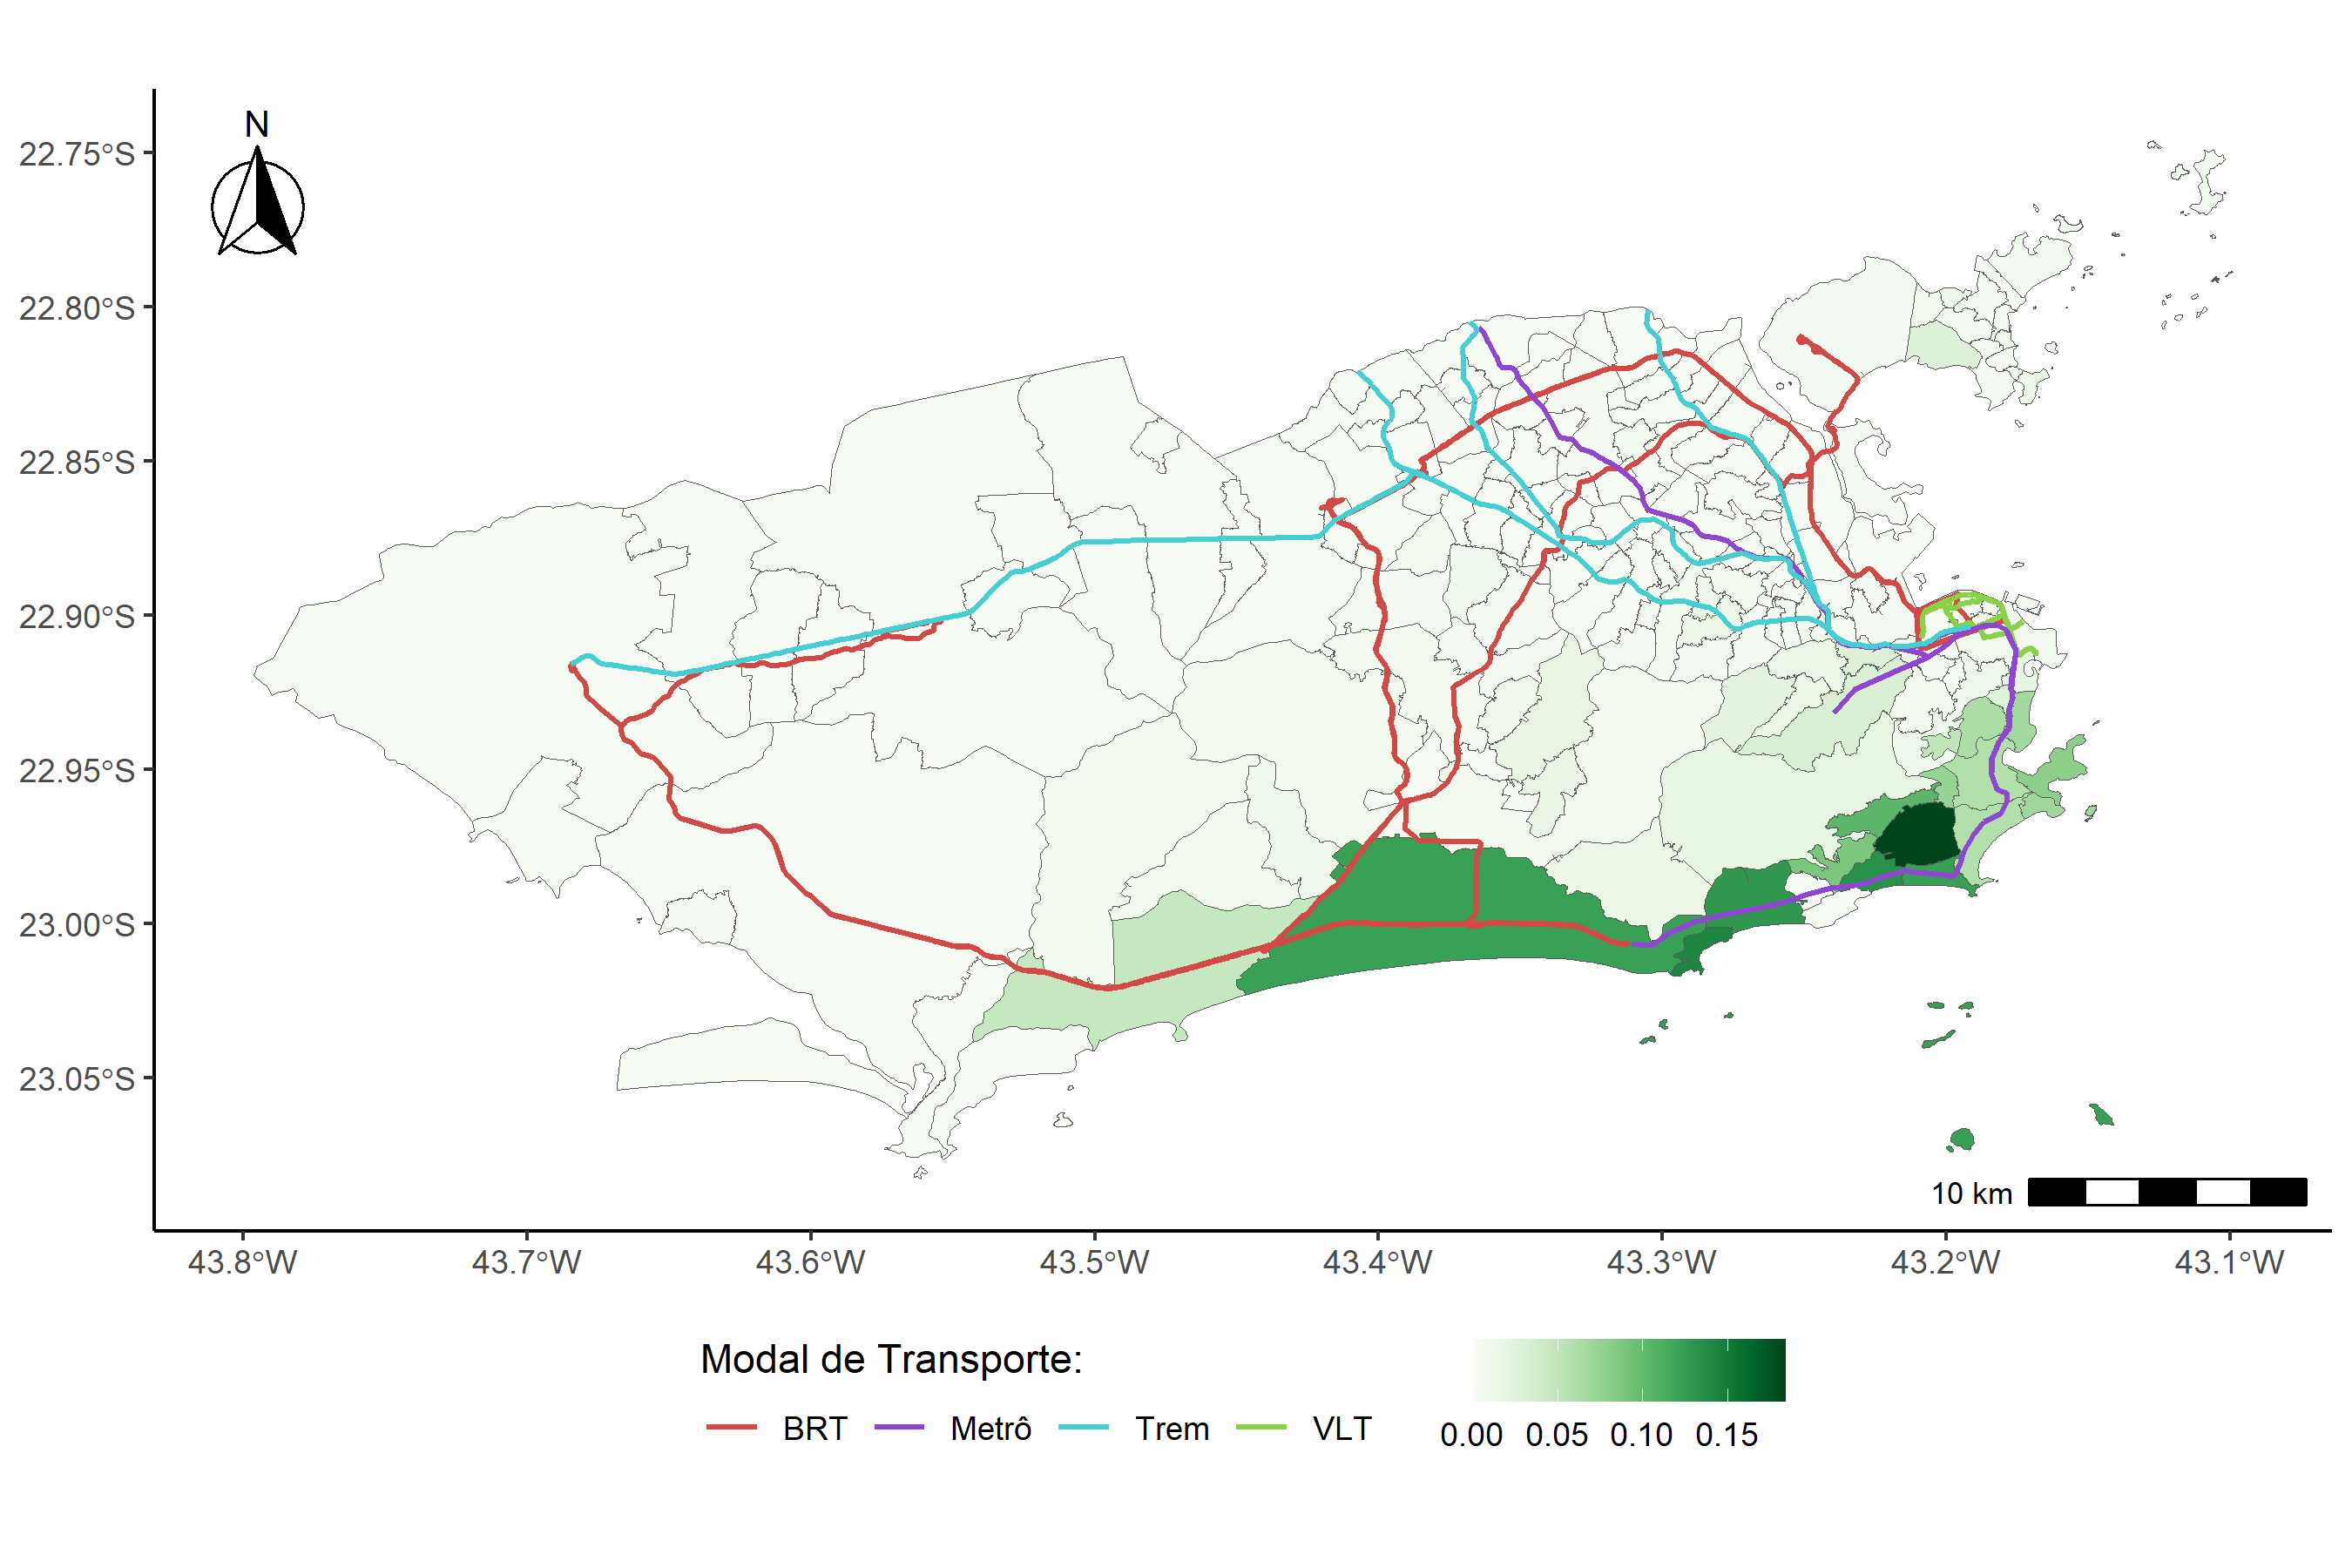 N
22.75°S
22.80°S
22.85°S
22.90°S
22.95°S
23.00°S
23.05°S
10 km
43.8°W 43.7°W 43.6°W 43.5°W 43.4°W 43.3°W 43.2°W 43.1°W
Modal de Transporte:
BRT Metrô Trem VLT
0.00 0.05 0.10 0.15